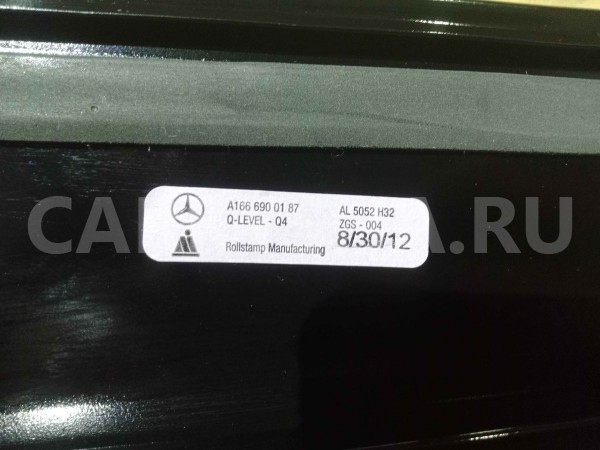 A166 690 01 87
Q-LEVEL - Q4
Rollstamp Manufacturing
AL 5052 H32
ZGS - 004
8/30/12